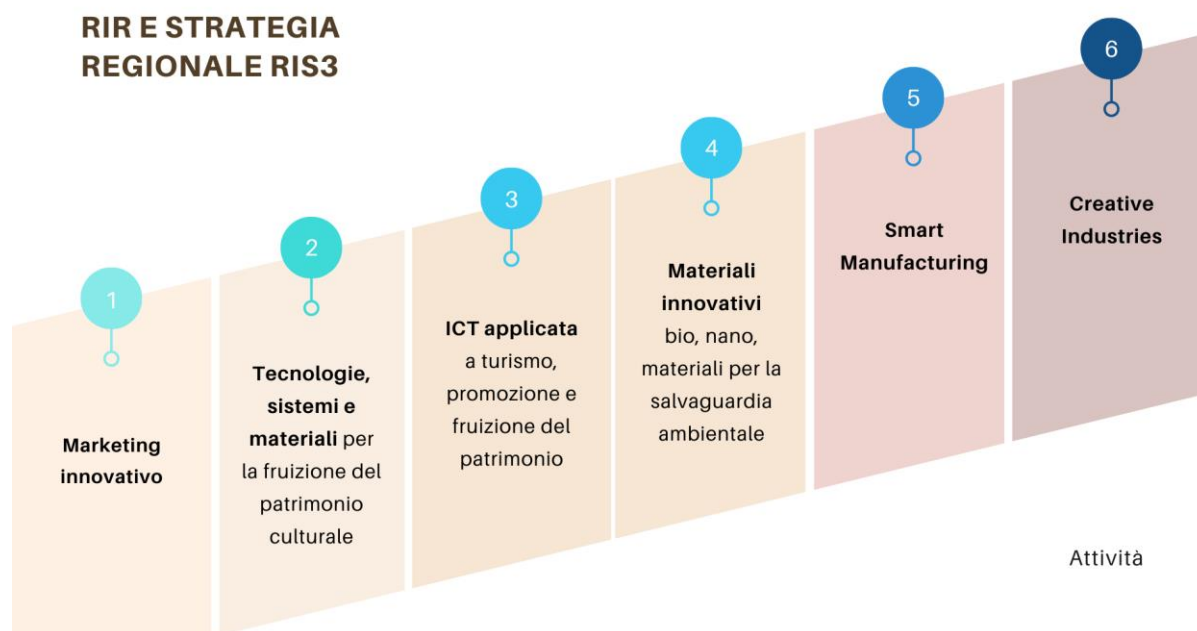 RIR E STRATEGIA
REGIONALE RIS3
1
Marketing
innovativo
2
Tecnologie,
sistemi e
materiali per
la fruizione del
patrimonio
culturale
3
ICT applicata
a turismo,
promozione e
fruizione del
patrimonio
4
Materiali
innovativi
bio, nano,
materiali per la
salvaguardia
ambientale
5
Smart
Manufacturing
6
Creative
Industries
Attività